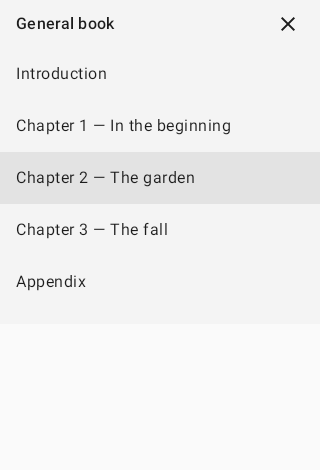 General book
Introduction
Chapter 1 — In the beginning
Chapter 2 — The garden
Chapter 3 — The fall
Appendix